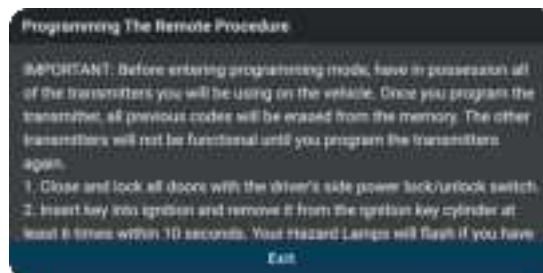 Programming The Remote Procedure
IMPORTANT: Before entering programming mode, have in possession all
of the transmitters you will be using on the vehicle. Once you program the
transmitter, all previous codes will be erased from the memory. The other
transmitters will not be functional until you program the transmitters
again.
1. Close and lock all doors with the driver's side power lock/unlock switch.
2. Insert key into ignition and remove it from the ignition key cylinder at
least 6 times within 10 seconds. Your Hazard Lamps will flash if you have
Exit